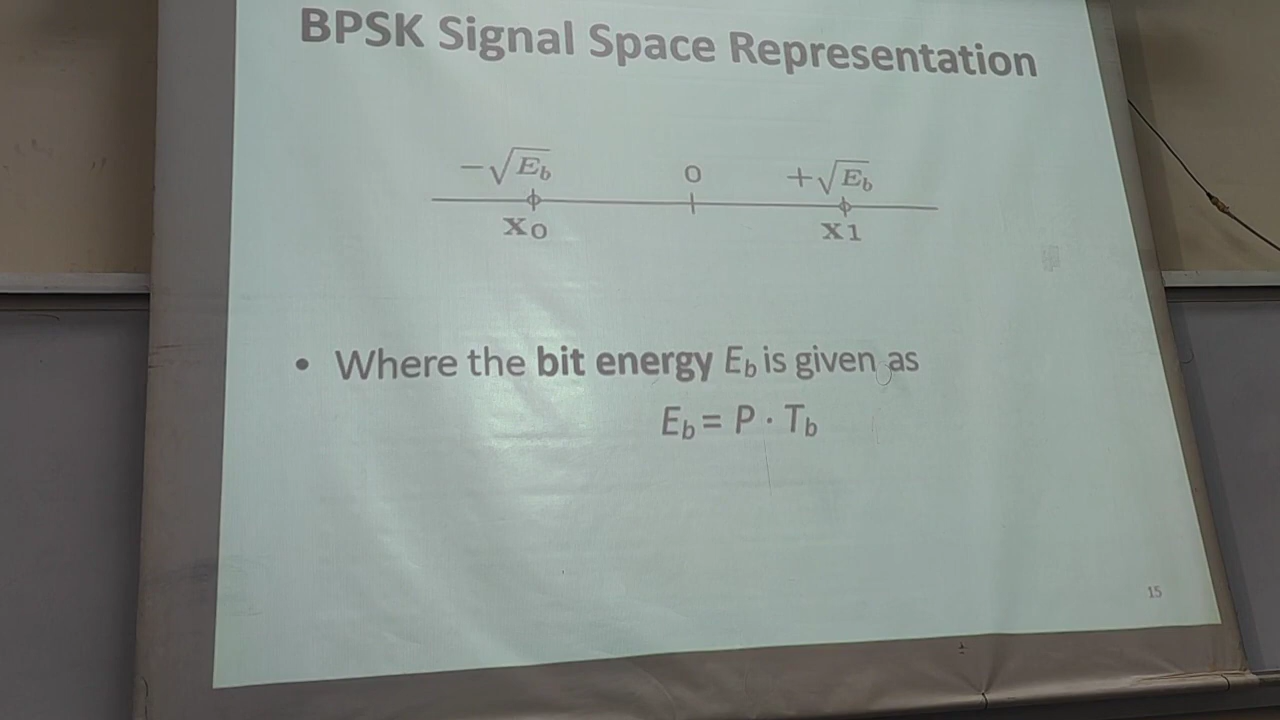 BPSK Signal Space Representation
−√E_b 0 +√E_b
x0 x1
• Where the bit energy E_b is given as
E_b = P · T_b
15